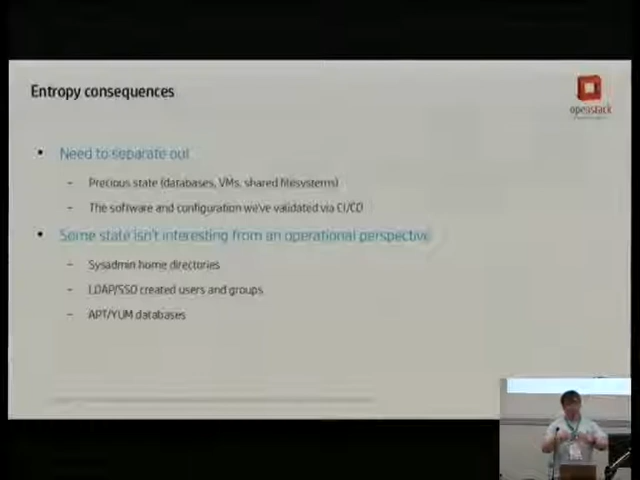 Entropy consequences
openstack
• Need to separate out
– Precious state (databases, VMs, shared filesystems)
– The software and configuration we've validated via CI/CD
• Some state isn't interesting from an operational perspective
– Sysadmin home directories
– LDAP/SSO created users and groups
– APT/YUM databases